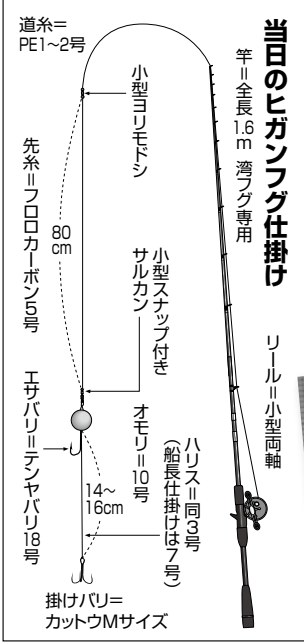 当日のヒガンフグ仕掛け
竿=全長1.6m 湾フグ専用
リール=小型両軸
道糸=
PE1~2号
小型ヨリモドシ
先糸=フロロカーボン5号
80
cm
小型スナップ付き
サルカン
オモリ=10号
エサバリ=テンヤバリ18号
ハリス=同3号
(船長仕掛けは7号)
14~
16cm
掛けバリ=
カットウMサイズ